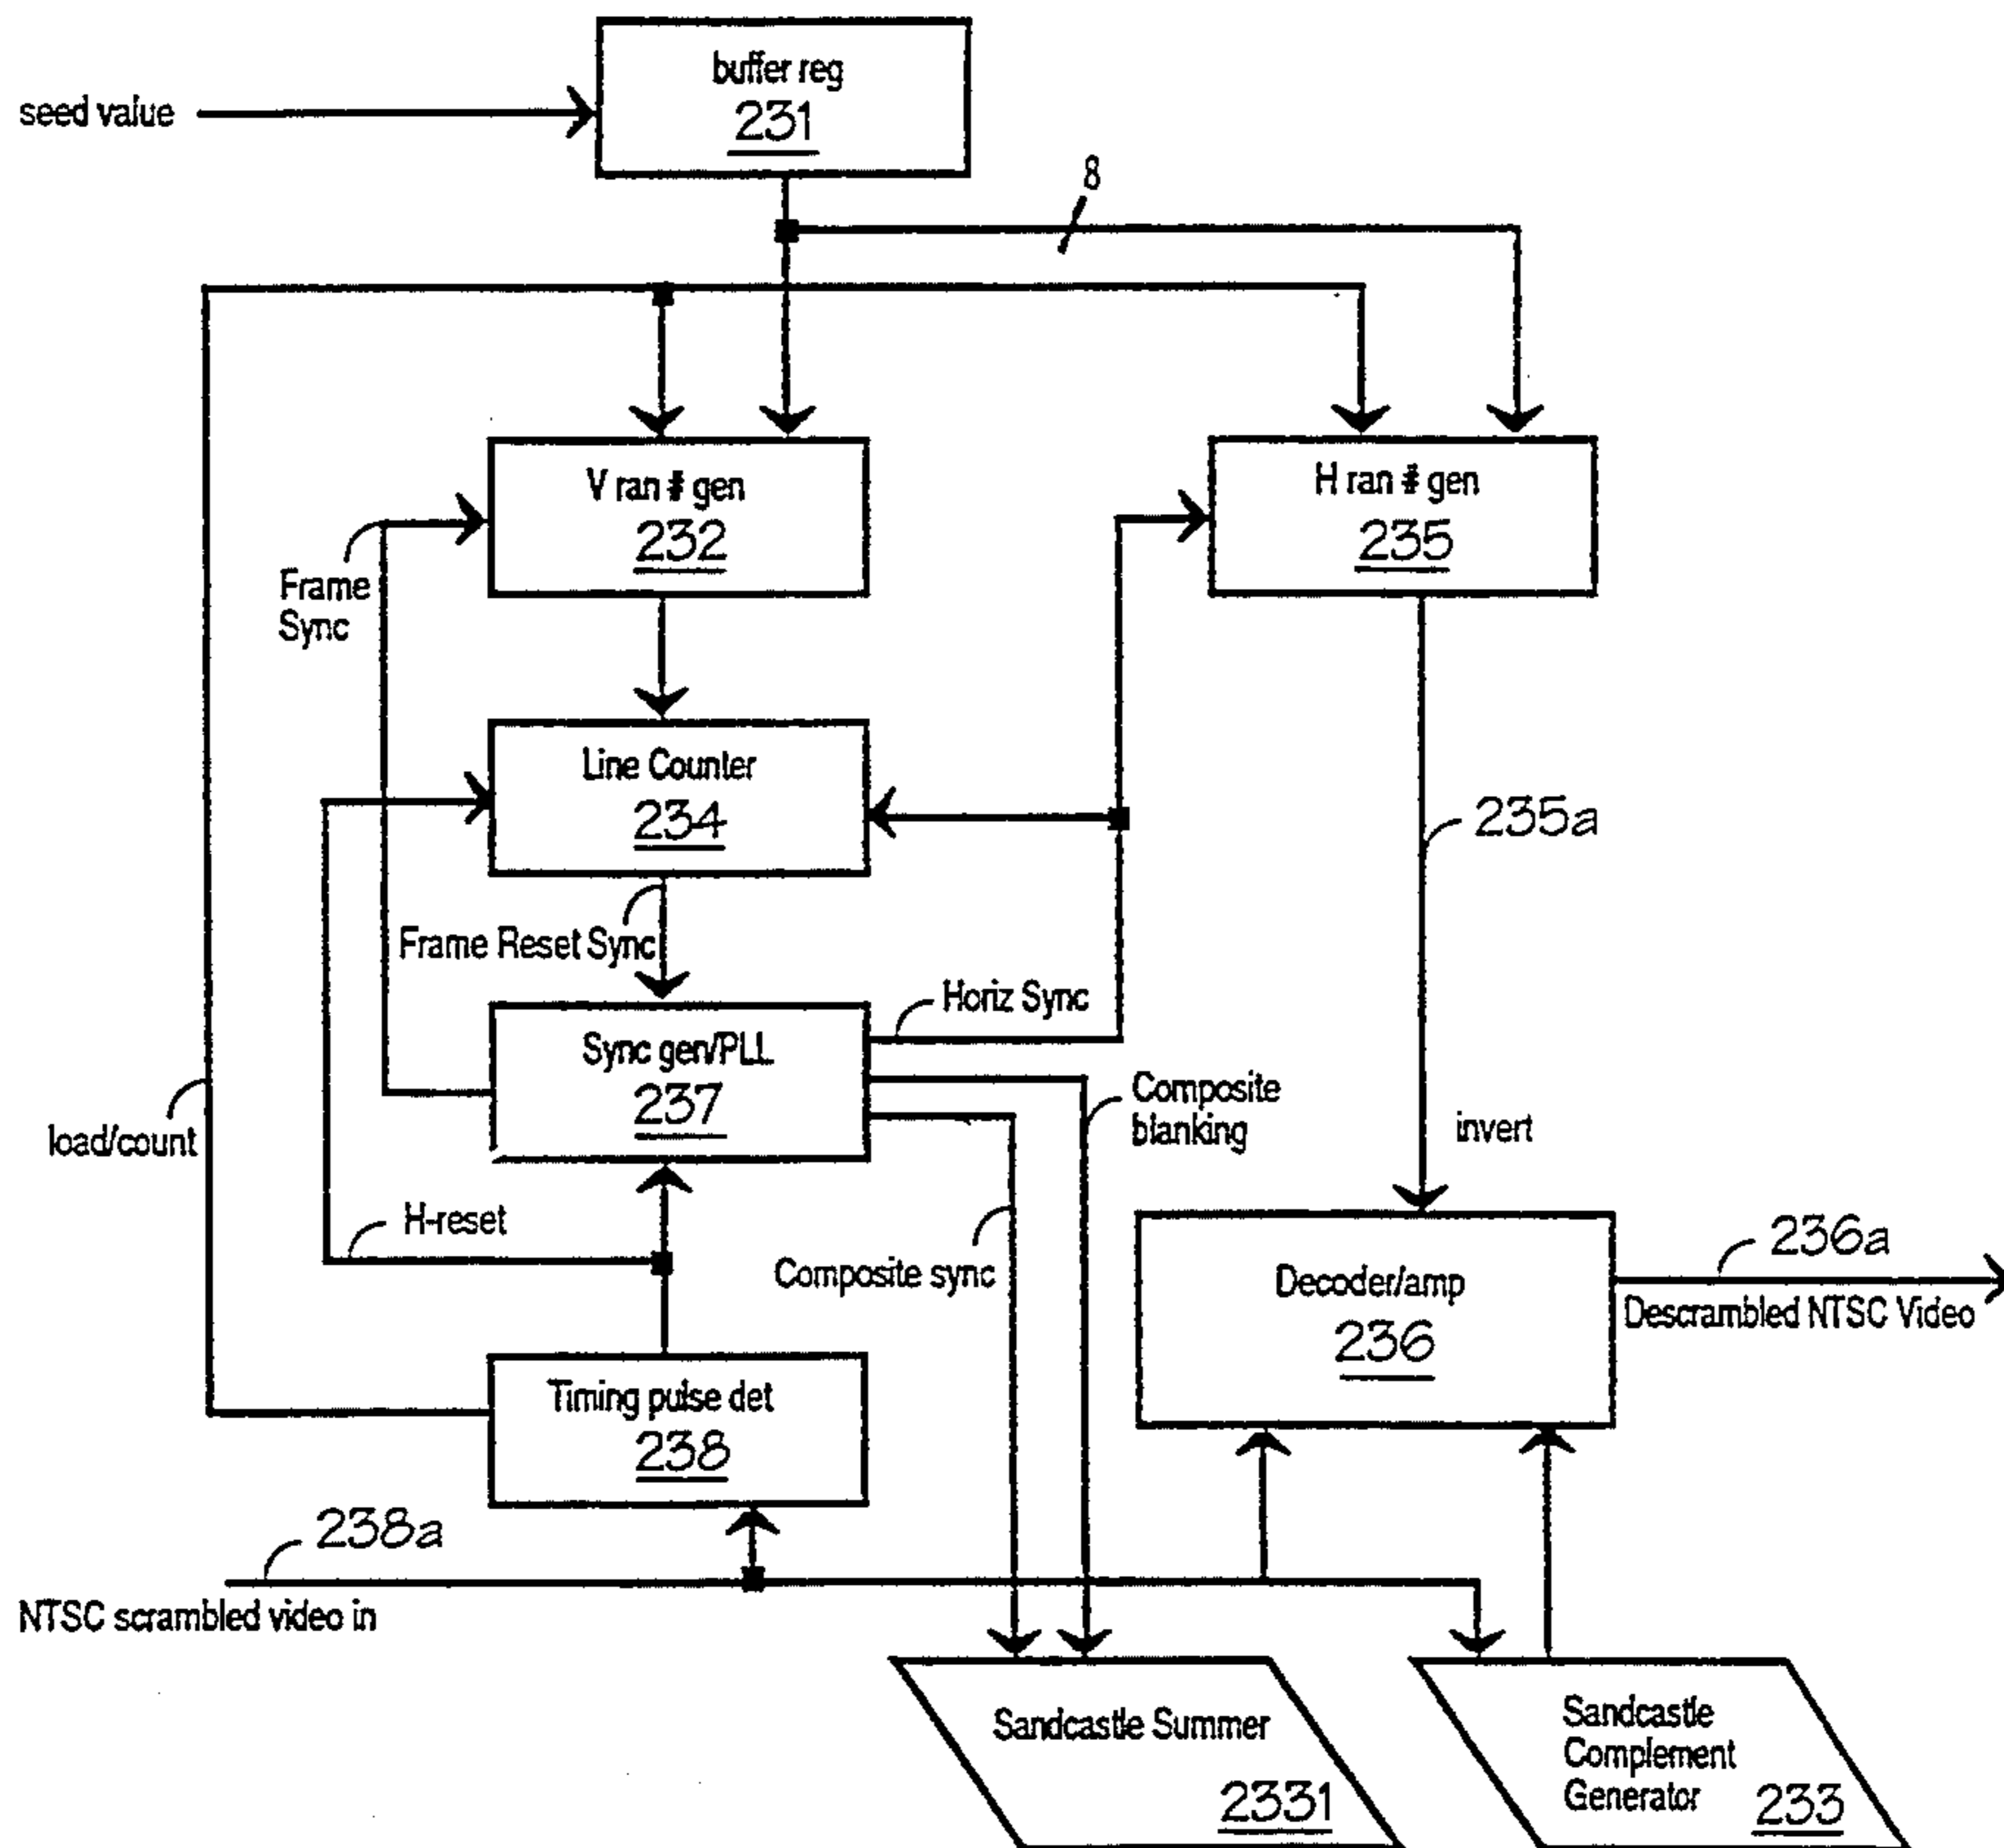 buffer reg
231
seed value
8
V ran # gen
232
H ran # gen
235
Frame
Sync
Line Counter
234
235a
Frame Reset Sync
Horiz Sync
Sync gen/PLL
237
Composite
blanking
load/count
invert
H-reset
Composite sync
236a
Decoder/amp
236
Descrambled NTSC Video
Timing pulse det
238
238a
NTSC scrambled video in
Sandcastle Summer
2331
Sandcastle
Complement
Generator
233